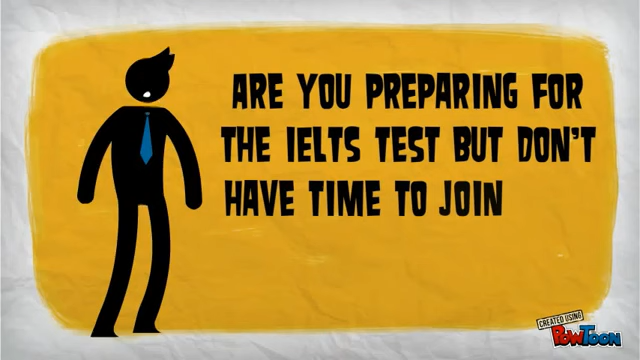 ARE YOU PREPARING FOR
THE IELTS TEST BUT DON'T
HAVE TIME TO JOIN
CREATED USING
POWTOON